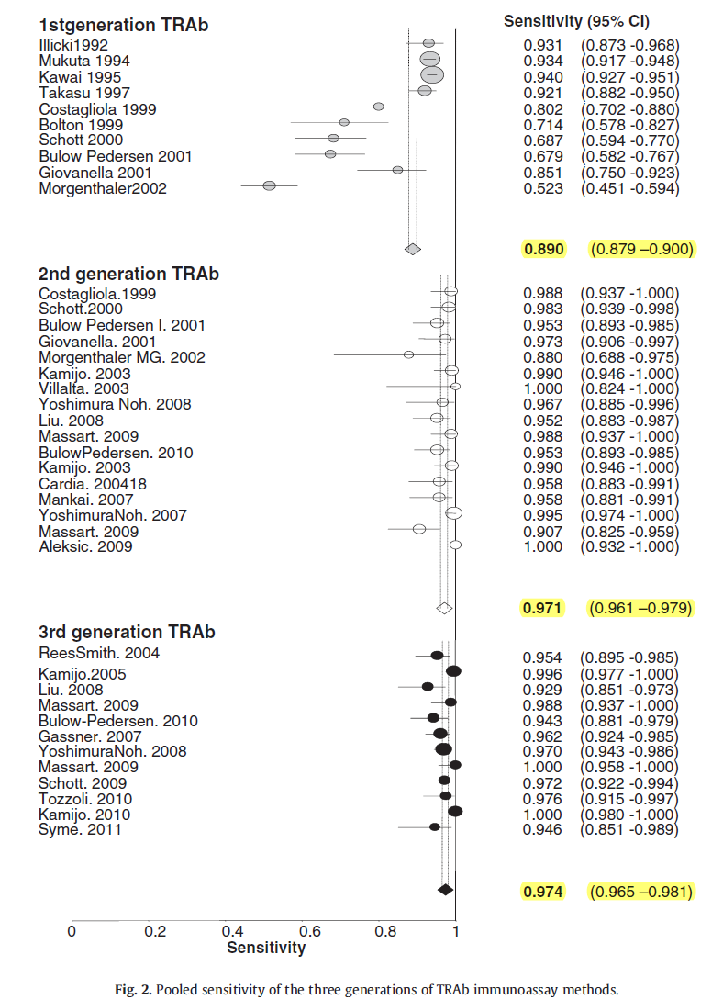 Sensitivity (95% CI)
1stgeneration TRAb
Illicki1992 0.931 (0.873 -0.968)
Mukuta 1994 0.934 (0.917 -0.948)
Kawai 1995 0.940 (0.927 -0.951)
Takasu 1997 0.921 (0.882 -0.950)
Costagliola 1999 0.802 (0.702 -0.880)
Bolton 1999 0.714 (0.578 -0.827)
Schott 2000 0.687 (0.594 -0.770)
Bulow Pedersen 2001 0.679 (0.582 -0.767)
Giovanella 2001 0.851 (0.750 -0.923)
Morgenthaler2002 0.523 (0.451 -0.594)
0.890 (0.879 –0.900)
2nd generation TRAb
Costagliola.1999 0.988 (0.937 -1.000)
Schott.2000 0.983 (0.939 -0.998)
Bulow Pedersen I. 2001 0.953 (0.893 -0.985)
Giovanella. 2001 0.973 (0.906 -0.997)
Morgenthaler MG. 2002 0.880 (0.688 -0.975)
Kamijo. 2003 0.990 (0.946 -1.000)
Villalta. 2003 1.000 (0.824 -1.000)
Yoshimura Noh. 2008 0.967 (0.885 -0.996)
Liu. 2008 0.952 (0.883 -0.987)
Massart. 2009 0.988 (0.937 -1.000)
BulowPedersen. 2010 0.953 (0.893 -0.985)
Kamijo. 2003 0.990 (0.946 -1.000)
Cardia. 200418 0.958 (0.883 -0.991)
Mankai. 2007 0.958 (0.881 -0.991)
YoshimuraNoh. 2007 0.995 (0.974 -1.000)
Massart. 2009 0.907 (0.825 -0.959)
Aleksic. 2009 1.000 (0.932 -1.000)
0.971 (0.961 –0.979)
3rd generation TRAb
ReesSmith. 2004 0.954 (0.895 -0.985)
Kamijo.2005 0.996 (0.977 -1.000)
Liu. 2008 0.929 (0.851 -0.973)
Massart. 2009 0.988 (0.937 -1.000)
Bulow-Pedersen. 2010 0.943 (0.881 -0.979)
Gassner. 2007 0.962 (0.924 -0.985)
YoshimuraNoh. 2008 0.970 (0.943 -0.986)
Massart. 2009 1.000 (0.958 -1.000)
Schott. 2009 0.972 (0.922 -0.994)
Tozzoli. 2010 0.976 (0.915 -0.997)
Kamijo. 2010 1.000 (0.980 -1.000)
Syme. 2011 0.946 (0.851 -0.989)
0.974 (0.965 –0.981)
0 0.2 0.4 0.6 0.8 1
Sensitivity
Fig. 2. Pooled sensitivity of the three generations of TRAb immunoassay methods.